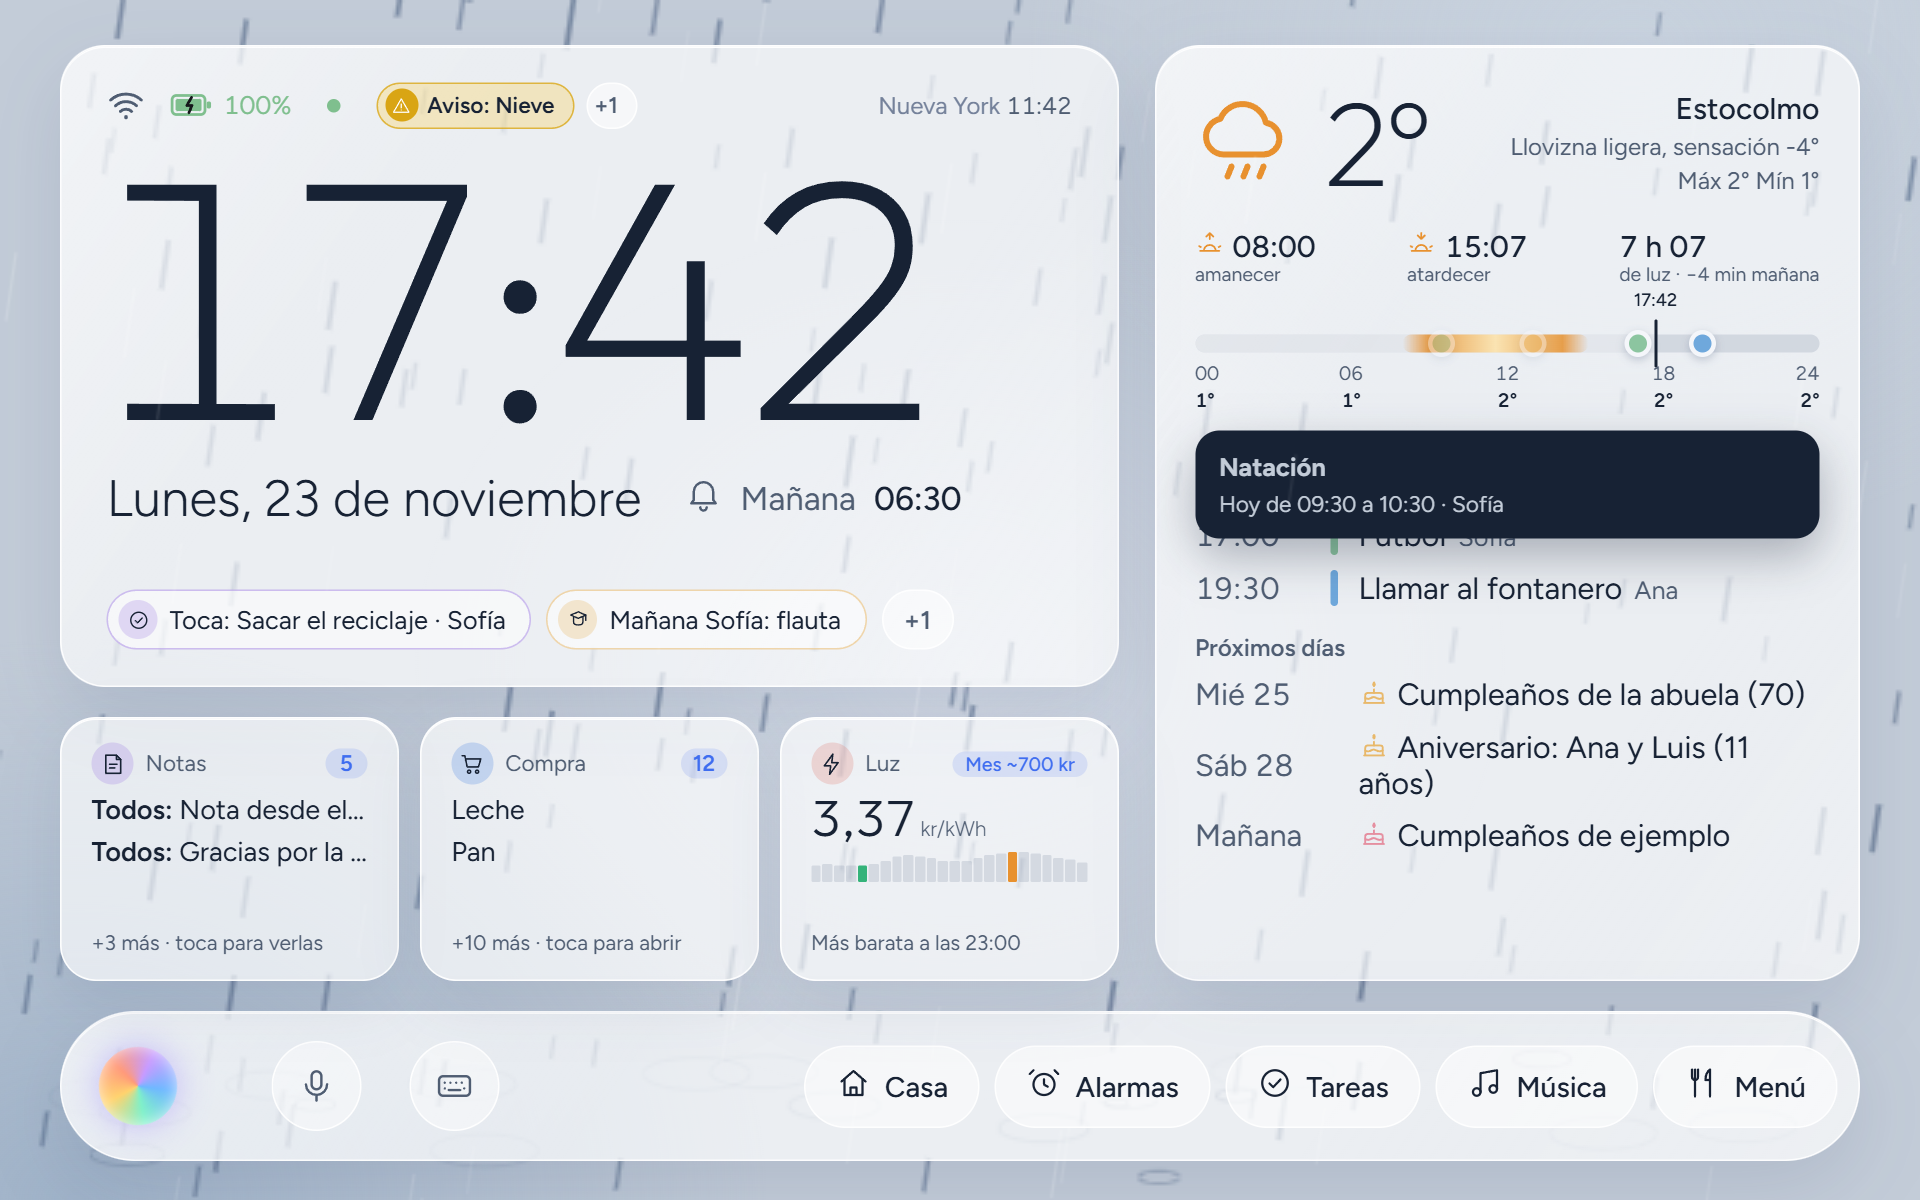 100%
Aviso: Nieve
+1
Nueva York 11:42
17:42
Lunes, 23 de noviembre
Mañana 06:30
Toca: Sacar el reciclaje · Sofía
Mañana Sofía: flauta
+1
Notas
5
Todos: Nota desde el...
Todos: Gracias por la ...
+3 más · toca para verlas
Compra
12
Leche
Pan
+10 más · toca para abrir
Luz
Mes ~700 kr
3,37 kr/kWh
Más barata a las 23:00
2°
Estocolmo
Llovizna ligera, sensación -4°
Máx 2° Mín 1°
08:00
amanecer
15:07
atardecer
7 h 07
de luz · −4 min mañana
17:42
00 06 12 18 24
1° 1° 2° 2° 2°
Natación
Hoy de 09:30 a 10:30 · Sofía
17:00 Fútbol Sofía
19:30 Llamar al fontanero Ana
Próximos días
Mié 25 Cumpleaños de la abuela (70)
Sáb 28 Aniversario: Ana y Luis (11
años)
Mañana Cumpleaños de ejemplo
Casa
Alarmas
Tareas
Música
Menú